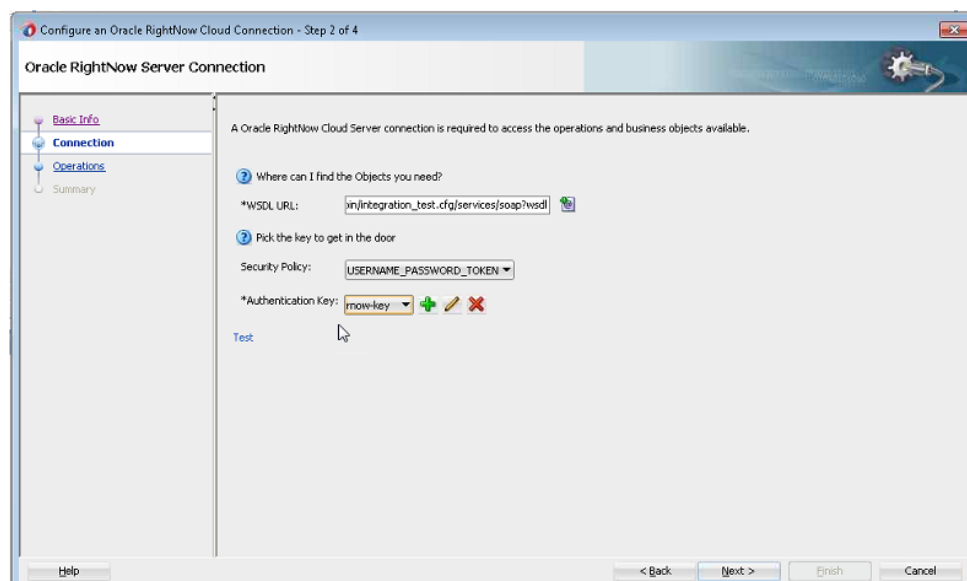 Configure an Oracle RightNow Cloud Connection - Step 2 of 4
Oracle RightNow Server Connection
Basic Info
Connection
Operations
Summary
A Oracle RightNow Cloud Server connection is required to access the operations and business objects available.
Where can I find the Objects you need?
*WSDL URL: in/integration_test.cfg/services/soap?wsdl
Pick the key to get in the door
Security Policy: USERNAME_PASSWORD_TOKEN
*Authentication Key: rnow-key
Test
Help
< Back
Next >
Finish
Cancel